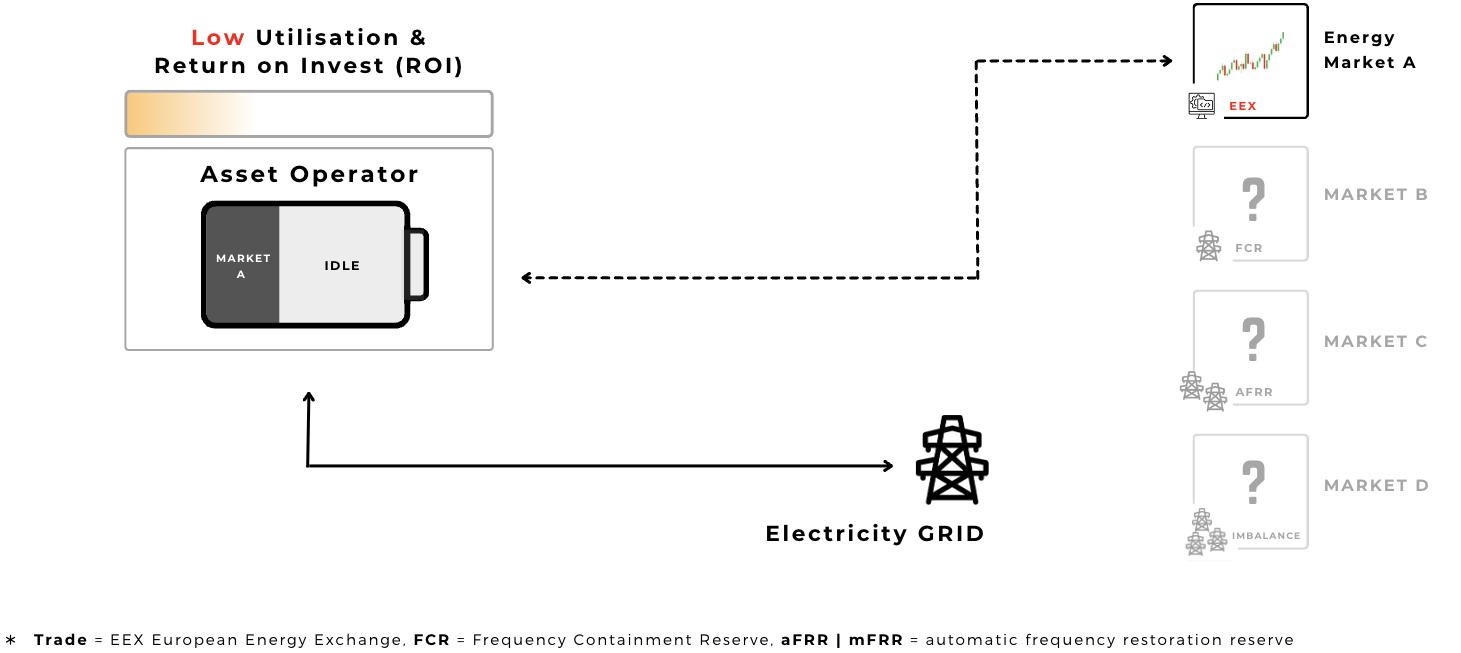 Low Utilisation &
Return on Invest (ROI)
Asset Operator
MARKET
A
IDLE
Electricity GRID
Energy
Market A
EEX
?
FCR
MARKET B
?
AFRR
MARKET C
?
IMBALANCE
MARKET D
* Trade = EEX European Energy Exchange, FCR = Frequency Containment Reserve, aFRR | mFRR = automatic frequency restoration reserve